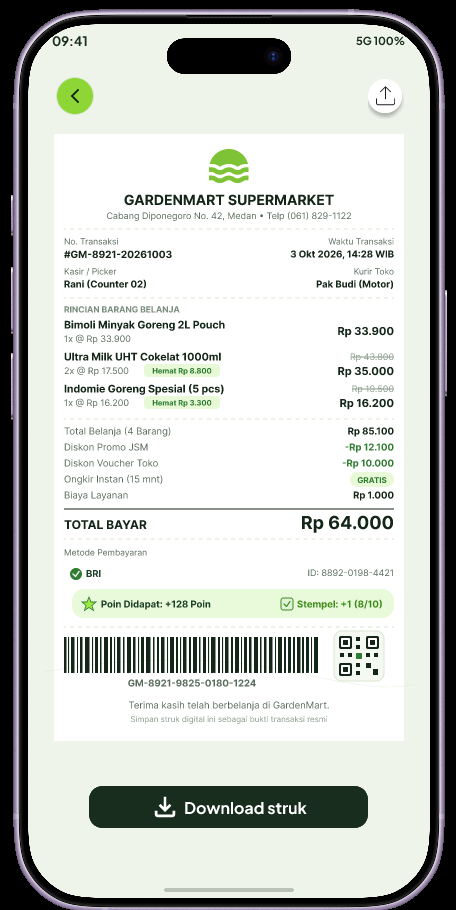 09:41
5G 100%
GARDENMART SUPERMARKET
Cabang Diponegoro No. 42, Medan • Telp (061) 829-1122
No. Transaksi Waktu Transaksi
#GM-8921-20261003 3 Okt 2026, 14:28 WIB
Kasir / Picker Kurir Toko
Rani (Counter 02) Pak Budi (Motor)
RINCIAN BARANG BELANJA
Bimoli Minyak Goreng 2L Pouch Rp 33.900
1x @ Rp 33.900
Ultra Milk UHT Cokelat 1000ml Rp 43.800
2x @ Rp 17.500 Hemat Rp 8.800 Rp 35.000
Indomie Goreng Spesial (5 pcs) Rp 19.500
1x @ Rp 16.200 Hemat Rp 3.300 Rp 16.200
Total Belanja (4 Barang) Rp 85.100
Diskon Promo JSM -Rp 12.100
Diskon Voucher Toko -Rp 10.000
Ongkir Instan (15 mnt) GRATIS
Biaya Layanan Rp 1.000
TOTAL BAYAR Rp 64.000
Metode Pembayaran
BRI ID: 8892-0198-4421
Poin Didapat: +128 Poin Stempel: +1 (8/10)
GM-8921-9825-0180-1224
Terima kasih telah berbelanja di GardenMart.
Simpan struk digital ini sebagai bukti transaksi resmi
Download struk